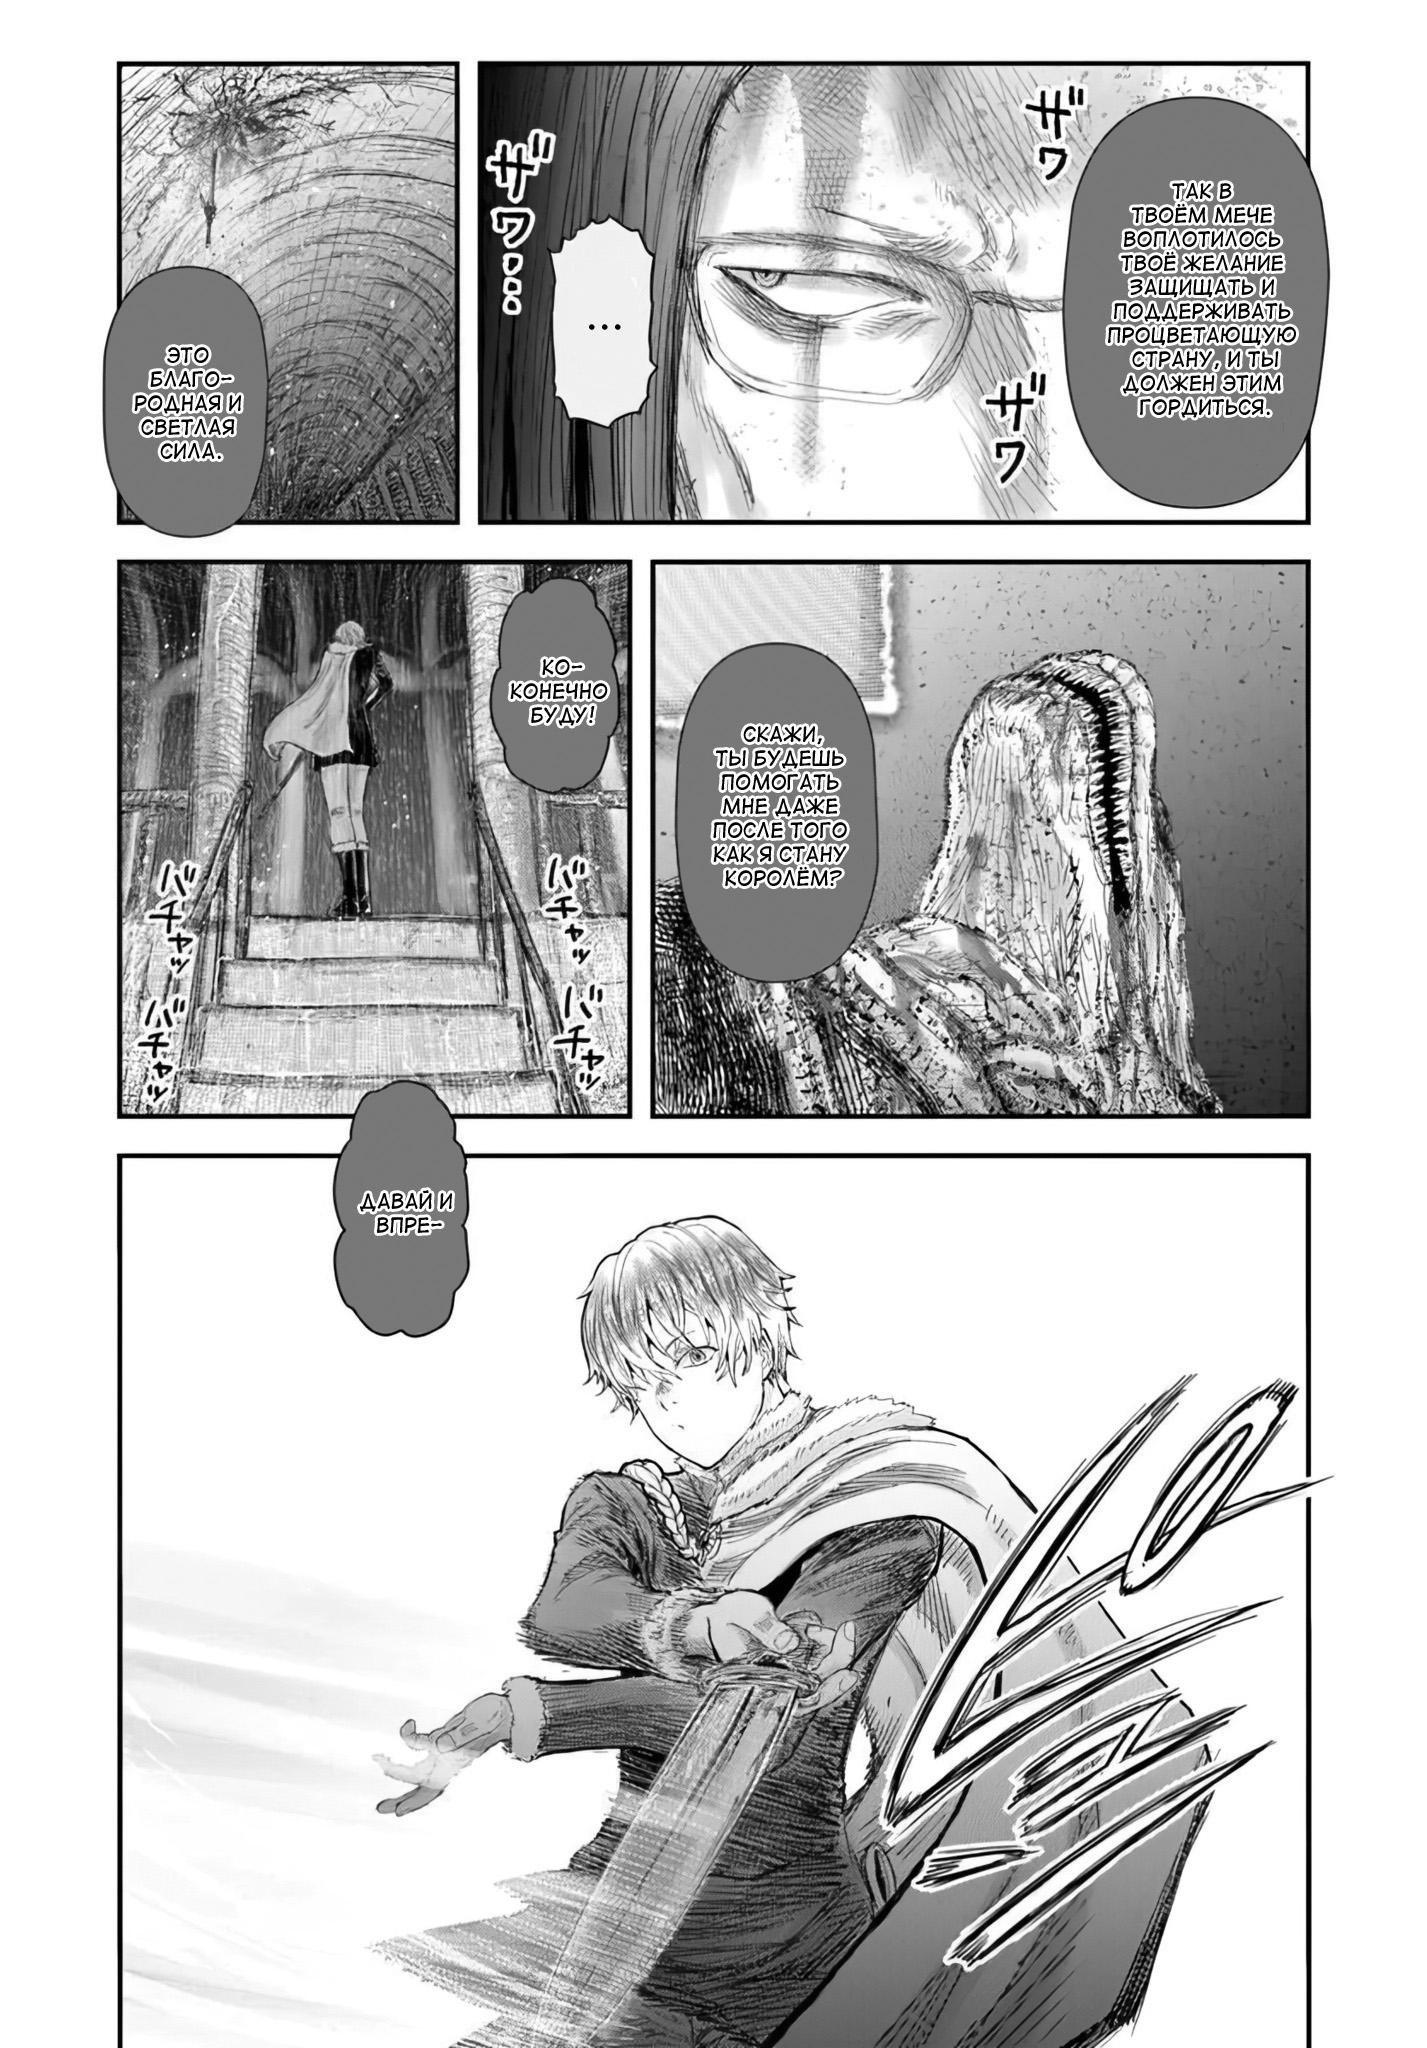 ТАК В
ТВОЁМ МЕЧЕ
ВОПЛОТИЛОСЬ
ТВОЁ ЖЕЛАНИЕ
ЗАЩИЩАТЬ И
ПОДДЕРЖИВАТЬ
ПРОЦВЕТАЮЩУЮ
СТРАНУ, И ТЫ
ДОЛЖЕН ЭТИМ
ГОРДИТЬСЯ.
ザワ
ザワ
...
ザワ...
ЭТО
БЛАГО-
РОДНАЯ И
СВЕТЛАЯ
СИЛА.
СКАЖИ,
ТЫ БУДЕШЬ
ПОМОГАТЬ
МНЕ ДАЖЕ
ПОСЛЕ ТОГО
КАК Я СТАНУ
КОРОЛЁМ?
КО-
КОНЕЧНО
БУДУ!
バチャッ
バチャッ
バチャッ
バチャッ
ДАВАЙ И
ВПРЕ-